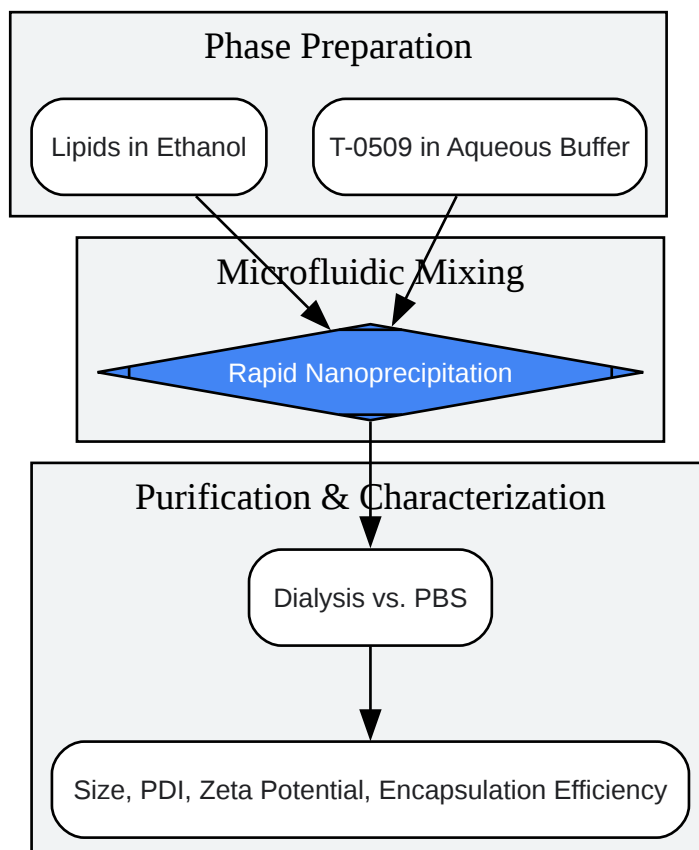 Phase Preparation
Lipids in Ethanol
T-0509 in Aqueous Buffer
Microfluidic Mixing
Rapid Nanoprecipitation
Purification & Characterization
Dialysis vs. PBS
Size, PDI, Zeta Potential, Encapsulation Efficiency